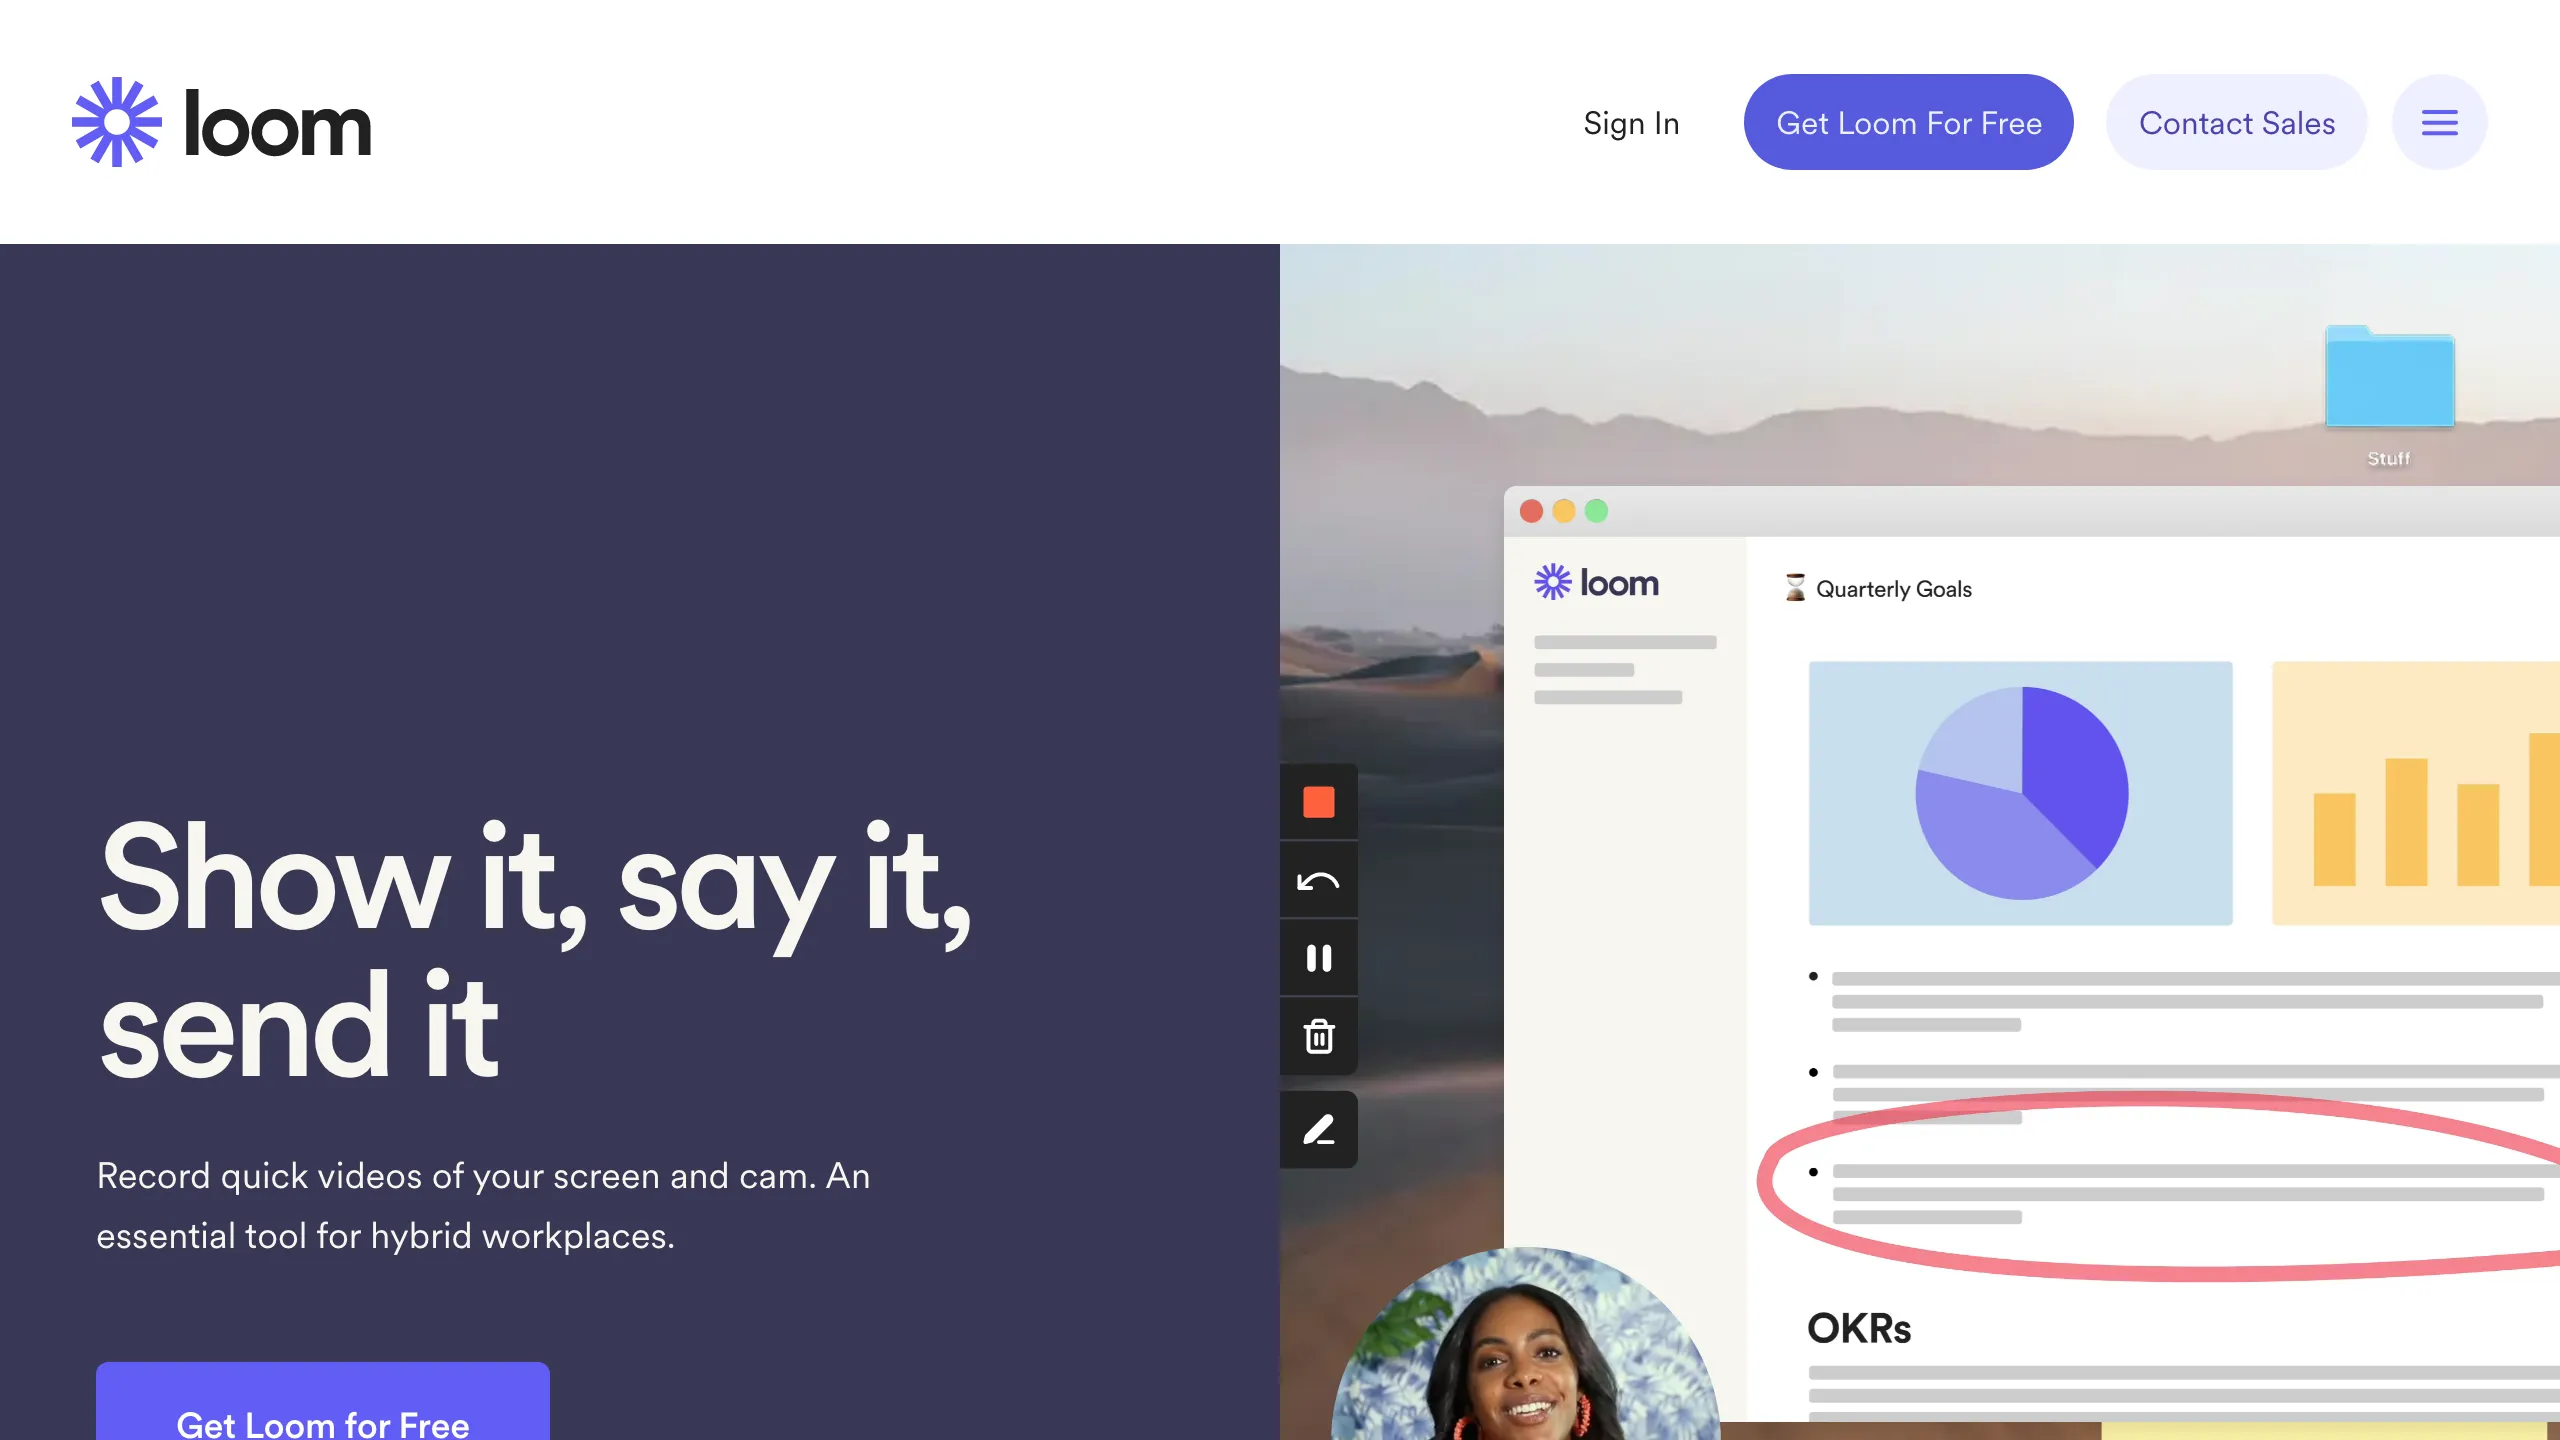 loom
Sign In
Get Loom For Free
Contact Sales
Show it, say it,
send it
Record quick videos of your screen and cam. An
essential tool for hybrid workplaces.
Get Loom for Free
Stuff
loom
Quarterly Goals
OKRs